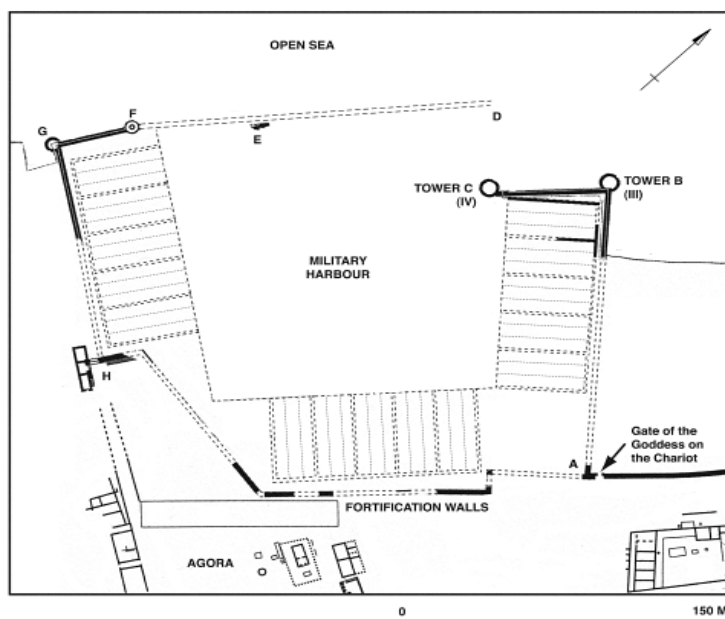 OPEN SEA
F
G
E
D
TOWER C
(IV)
TOWER B
(III)
MILITARY
HARBOUR
H
Gate of the
Goddess on
the Chariot
A
FORTIFICATION WALLS
AGORA
0
150 M